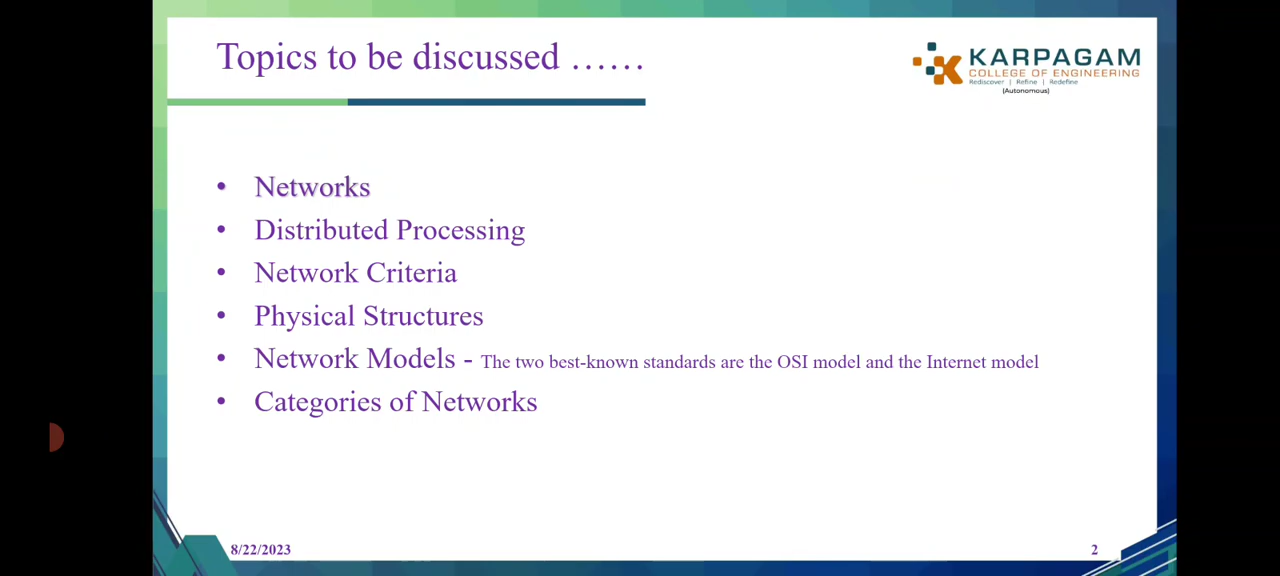 Topics to be discussed ……
KARPAGAM
COLLEGE OF ENGINEERING
Rediscover | Refine | Redefine
(Autonomous)
• Networks
• Distributed Processing
• Network Criteria
• Physical Structures
• Network Models - The two best-known standards are the OSI model and the Internet model
• Categories of Networks
8/22/2023
2